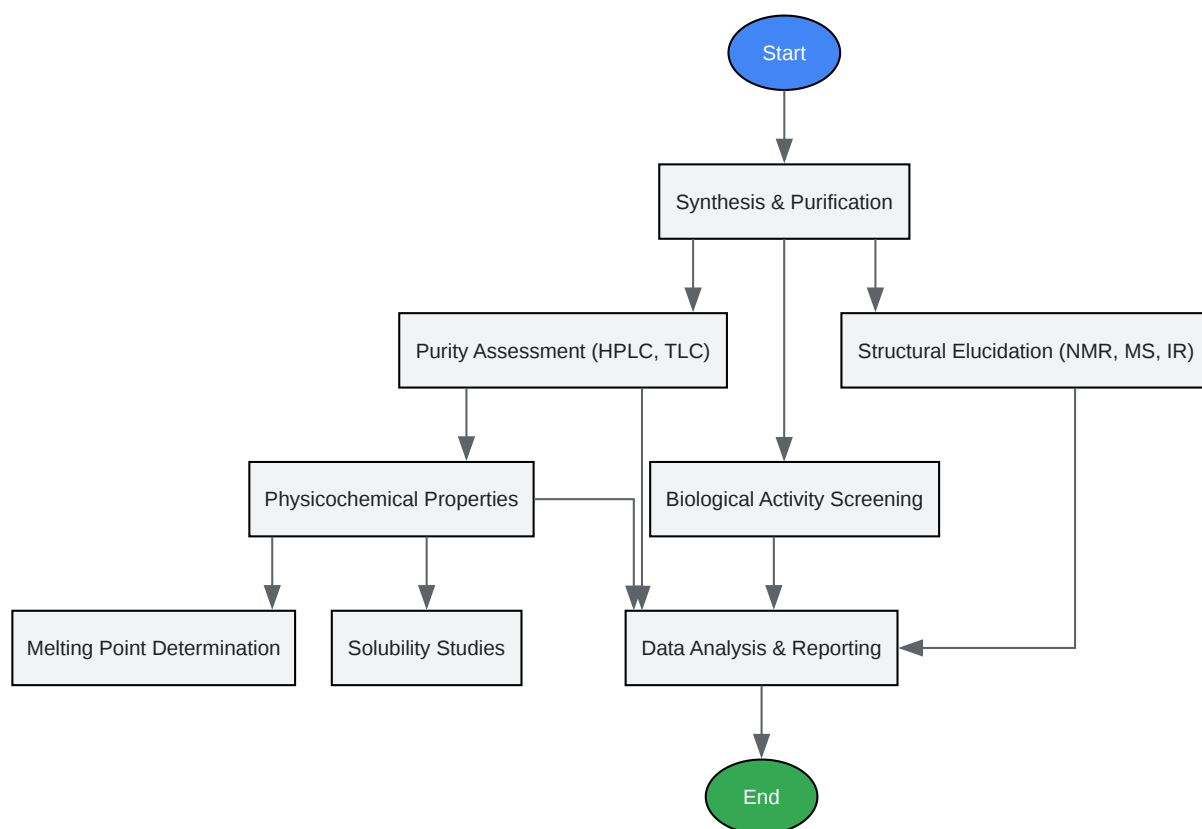 Start
Synthesis & Purification
Purity Assessment (HPLC, TLC)
Structural Elucidation (NMR, MS, IR)
Physicochemical Properties
Biological Activity Screening
Melting Point Determination
Solubility Studies
Data Analysis & Reporting
End